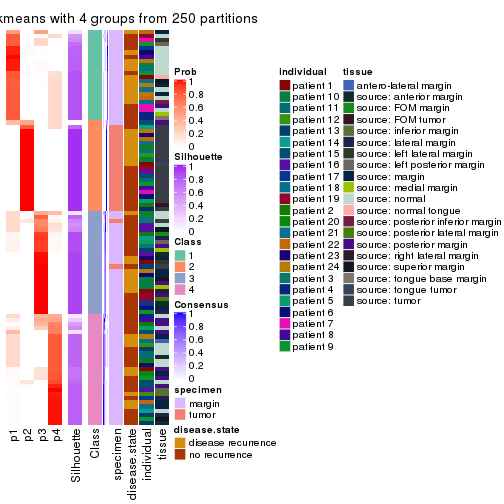 kmeans with 4 groups from 250 partitions
Prob
1
0.8
0.6
0.4
0.2
0
Silhouette
1
0.8
0.6
0.4
0.2
0
Class
1
2
3
4
Consensus
1
0.8
0.6
0.4
0.2
0
specimen
margin
tumor
disease.state
disease recurrence
no recurrence
individual
patient 1
patient 10
patient 11
patient 12
patient 13
patient 14
patient 15
patient 16
patient 17
patient 18
patient 19
patient 2
patient 20
patient 21
patient 22
patient 23
patient 24
patient 3
patient 4
patient 5
patient 6
patient 7
patient 8
patient 9
tissue
antero-lateral margin
source: anterior margin
source: FOM margin
source: FOM tumor
source: inferior margin
source: lateral margin
source: left lateral margin
source: left posterior margin
source: margin
source: medial margin
source: normal
source: normal tongue
source: posterior inferior margin
source: posterior lateral margin
source: posterior margin
source: right lateral margin
source: superior margin
source: tongue base margin
source: tongue tumor
source: tumor
p1
p2
p3
p4
Silhouette
Class
specimen
disease.state
individual
tissue